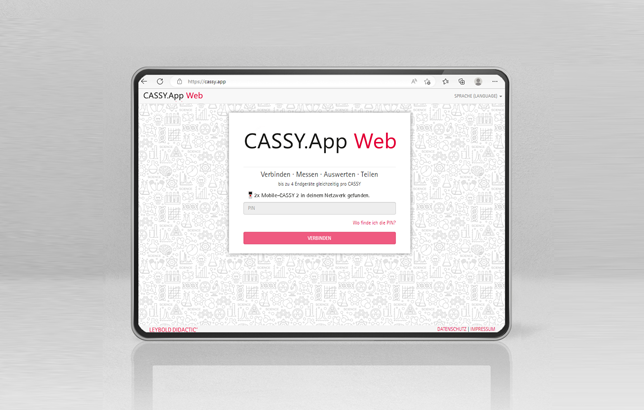 https://cassy.app
CASSY.App Web
SPRACHE (LANGUAGE)
CASSY.App Web
Verbinden - Messen - Auswerten - Teilen
bis zu 4 Endgeräte gleichzeitig pro CASSY
2x Mobile-CASSY 2 in deinem Netzwerk gefunden.
PIN
Wo finde ich die PIN?
VERBINDEN
LEYBOLD DIDACTIC
DATENSCHUTZ | IMPRESSUM